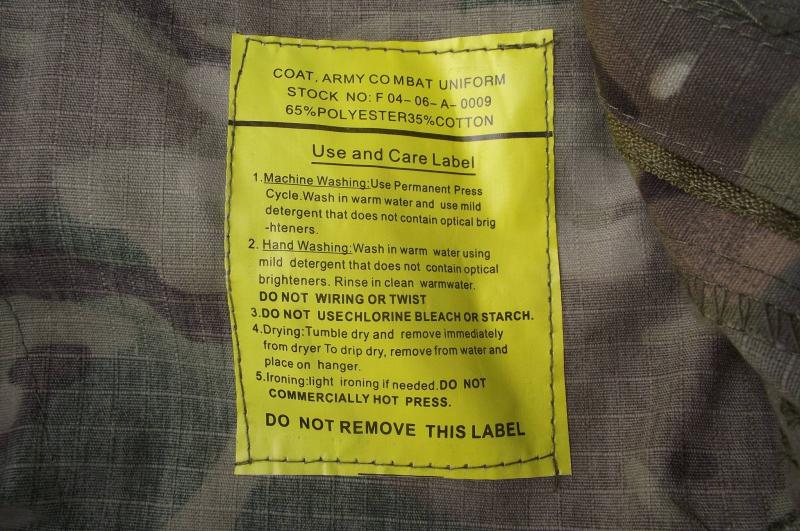 COAT, ARMY COMBAT UNIFORM
STOCK NO: F 04-06-A-0009
65%POLYESTER35%COTTON
Use and Care Label
1.Machine Washing:Use Permanent Press
Cycle.Wash in warm water and use mild
detergent that does not contain optical brig
-hteners.
2. Hand Washing:Wash in warm water using
mild detergent that does not contain optical
brighteners. Rinse in clean warmwater.
DO NOT WIRING OR TWIST
3.DO NOT USECHLORINE BLEACH OR STARCH.
4.Drying:Tumble dry and remove immediately
from dryer To drip dry, remove from water and
place on hanger.
5.Ironing:light ironing if needed.DO NOT
COMMERCIALLY HOT PRESS.
DO NOT REMOVE THIS LABEL